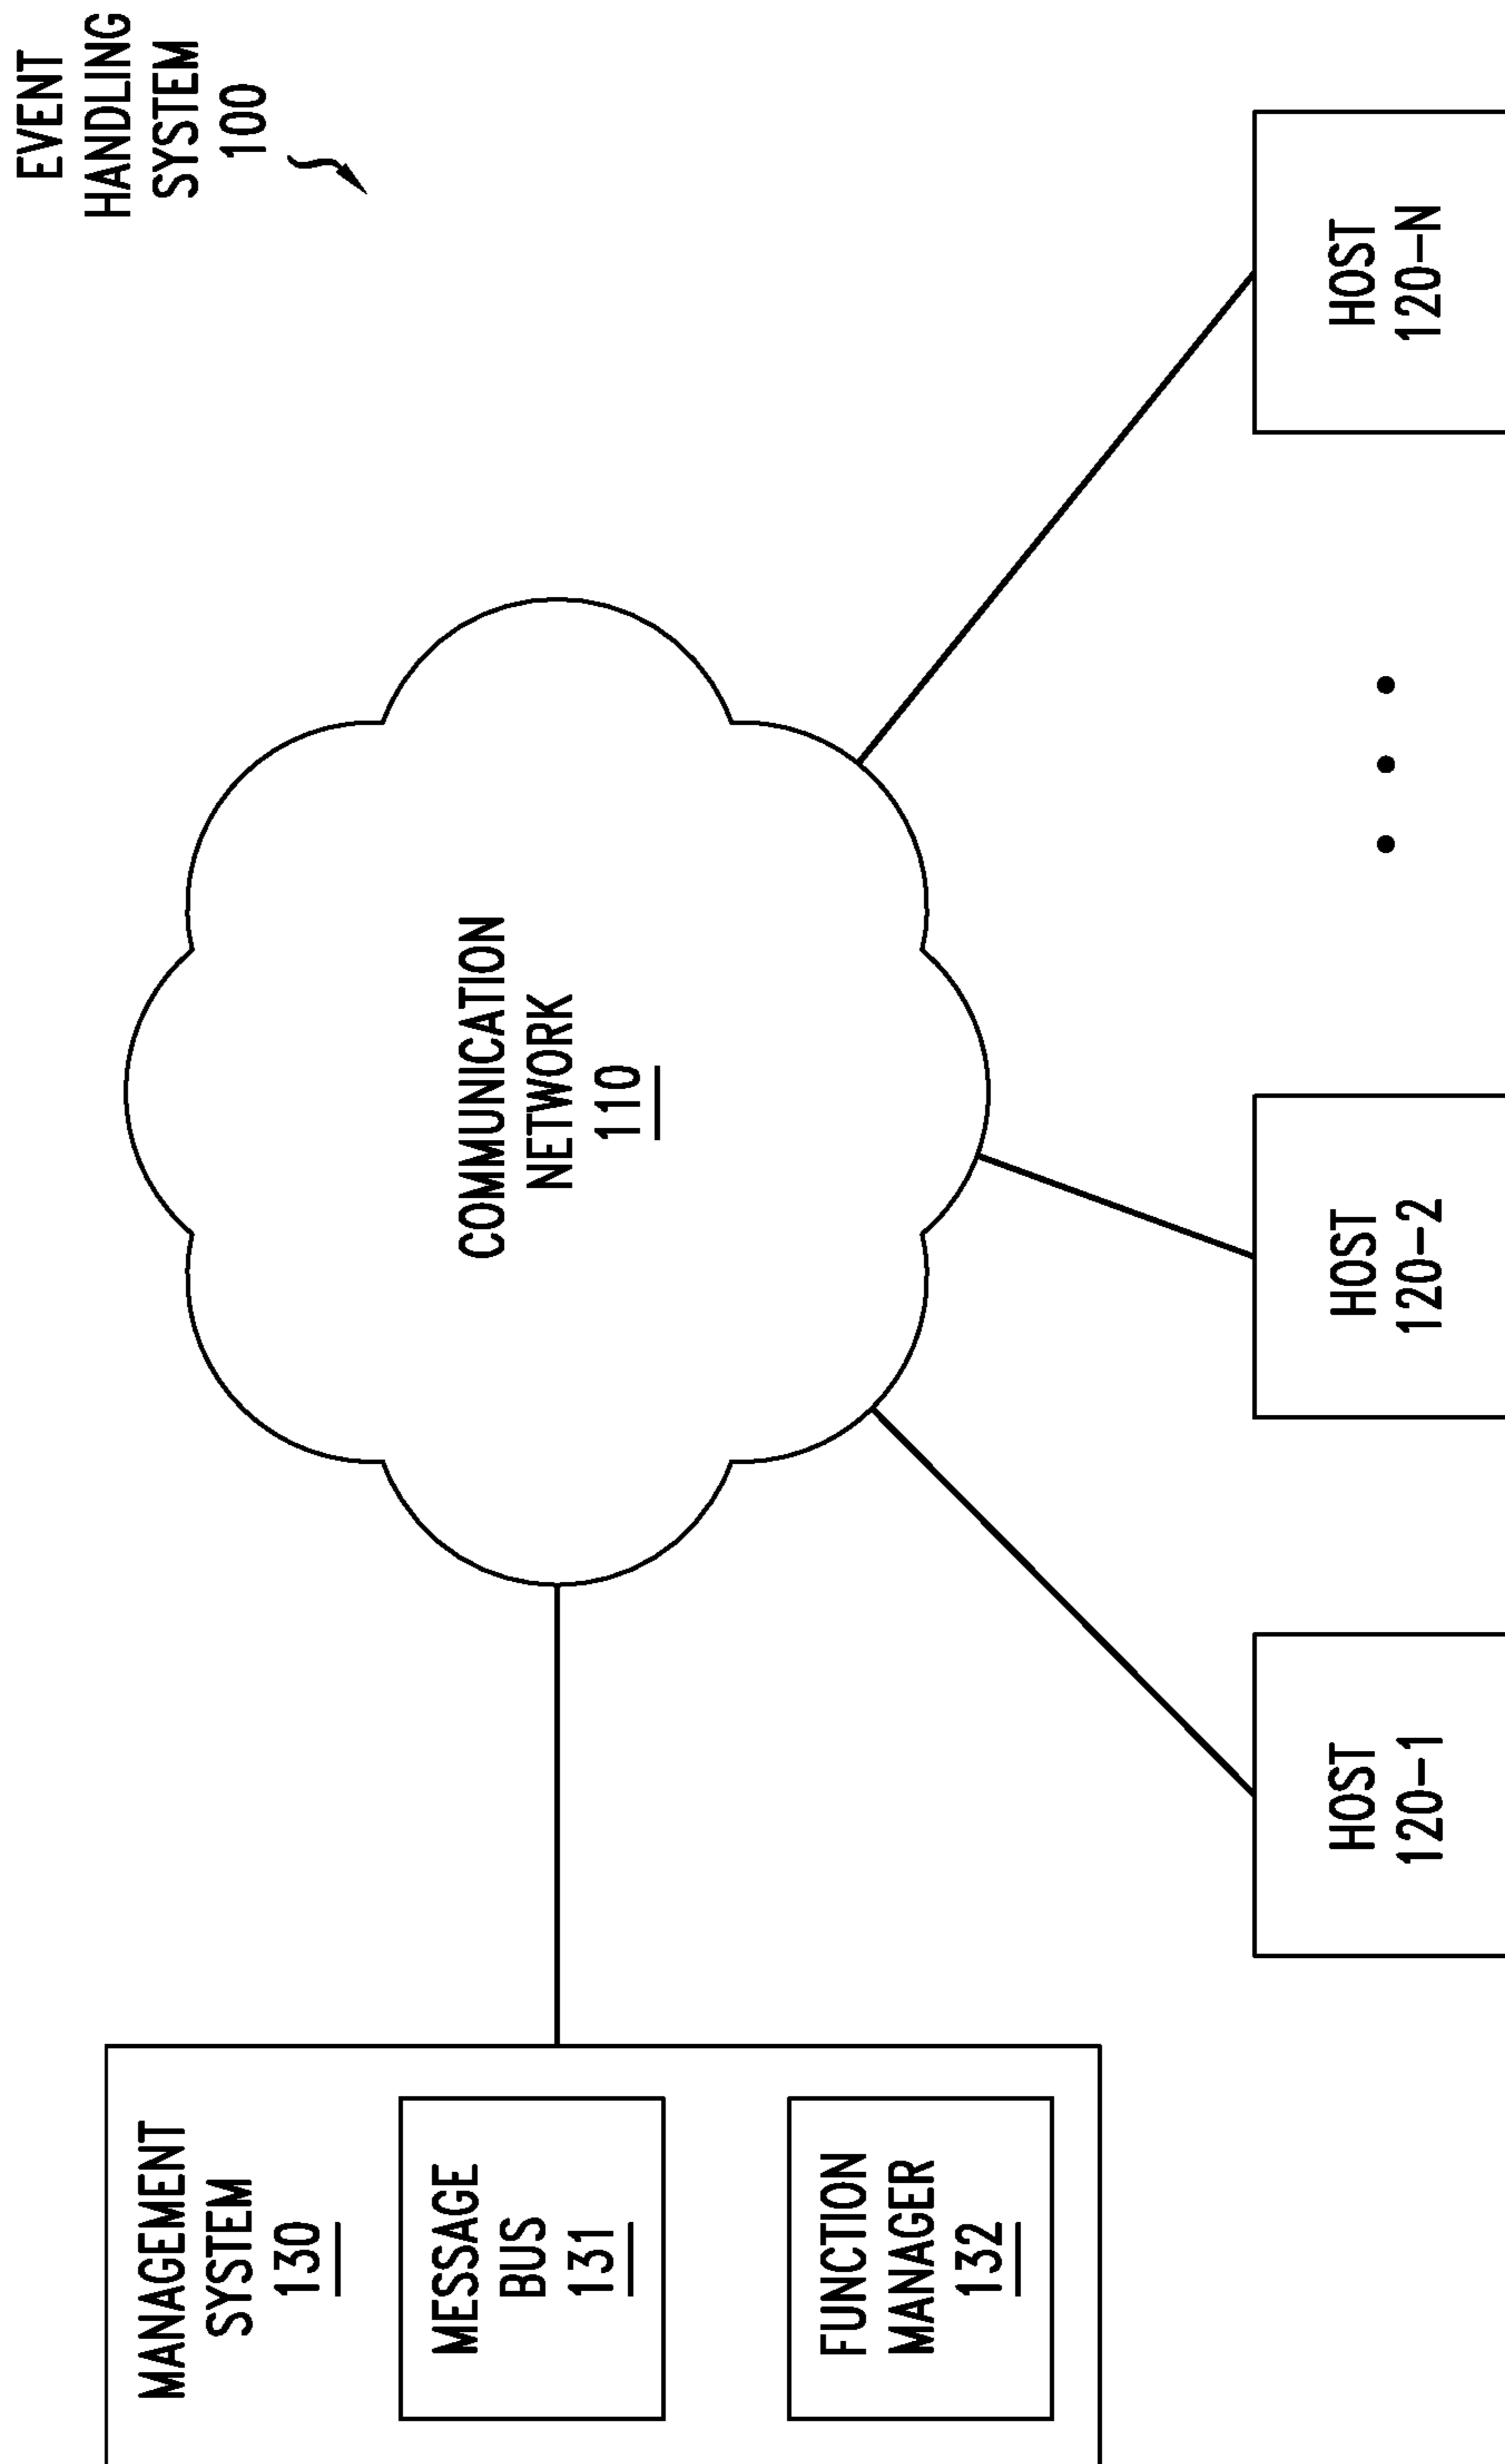 EVENT
HANDLING
SYSTEM
100
MANAGEMENT
SYSTEM
130
MESSAGE
BUS
131
FUNCTION
MANAGER
132
COMMUNICATION
NETWORK
110
HOST
120-1
HOST
120-2
HOST
120-N